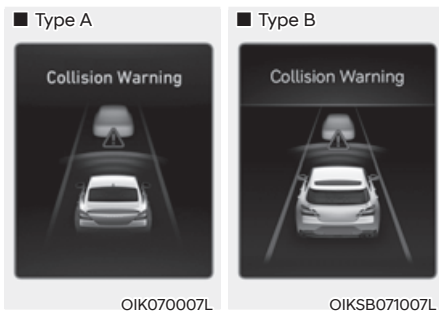 ■ Type A
Collision Warning
OIK070007L
■ Type B
Collision Warning
OIKSB071007L